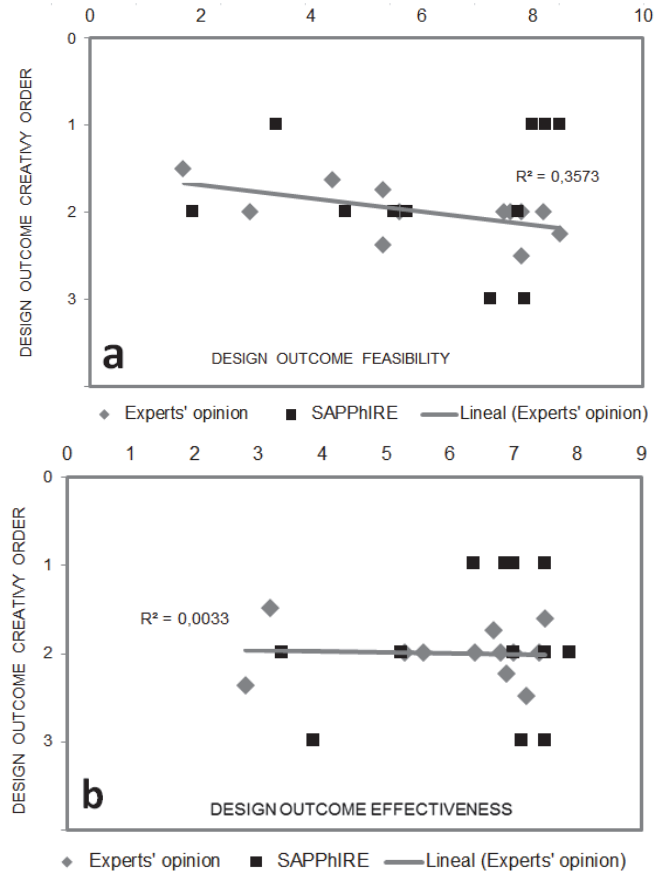 0 2 4 6 8 10
0
1
2
3
DESIGN OUTCOME CREATIVY ORDER
R² = 0,3573
a
DESIGN OUTCOME FEASIBILITY
Experts' opinion SAPPhIRE Lineal (Experts' opinion)
0 1 2 3 4 5 6 7 8 9
0
1
2
3
DESIGN OUTCOME CREATIVY ORDER
R² = 0,0033
b
DESIGN OUTCOME EFFECTIVENESS
Experts' opinion SAPPhIRE Lineal (Experts' opinion)